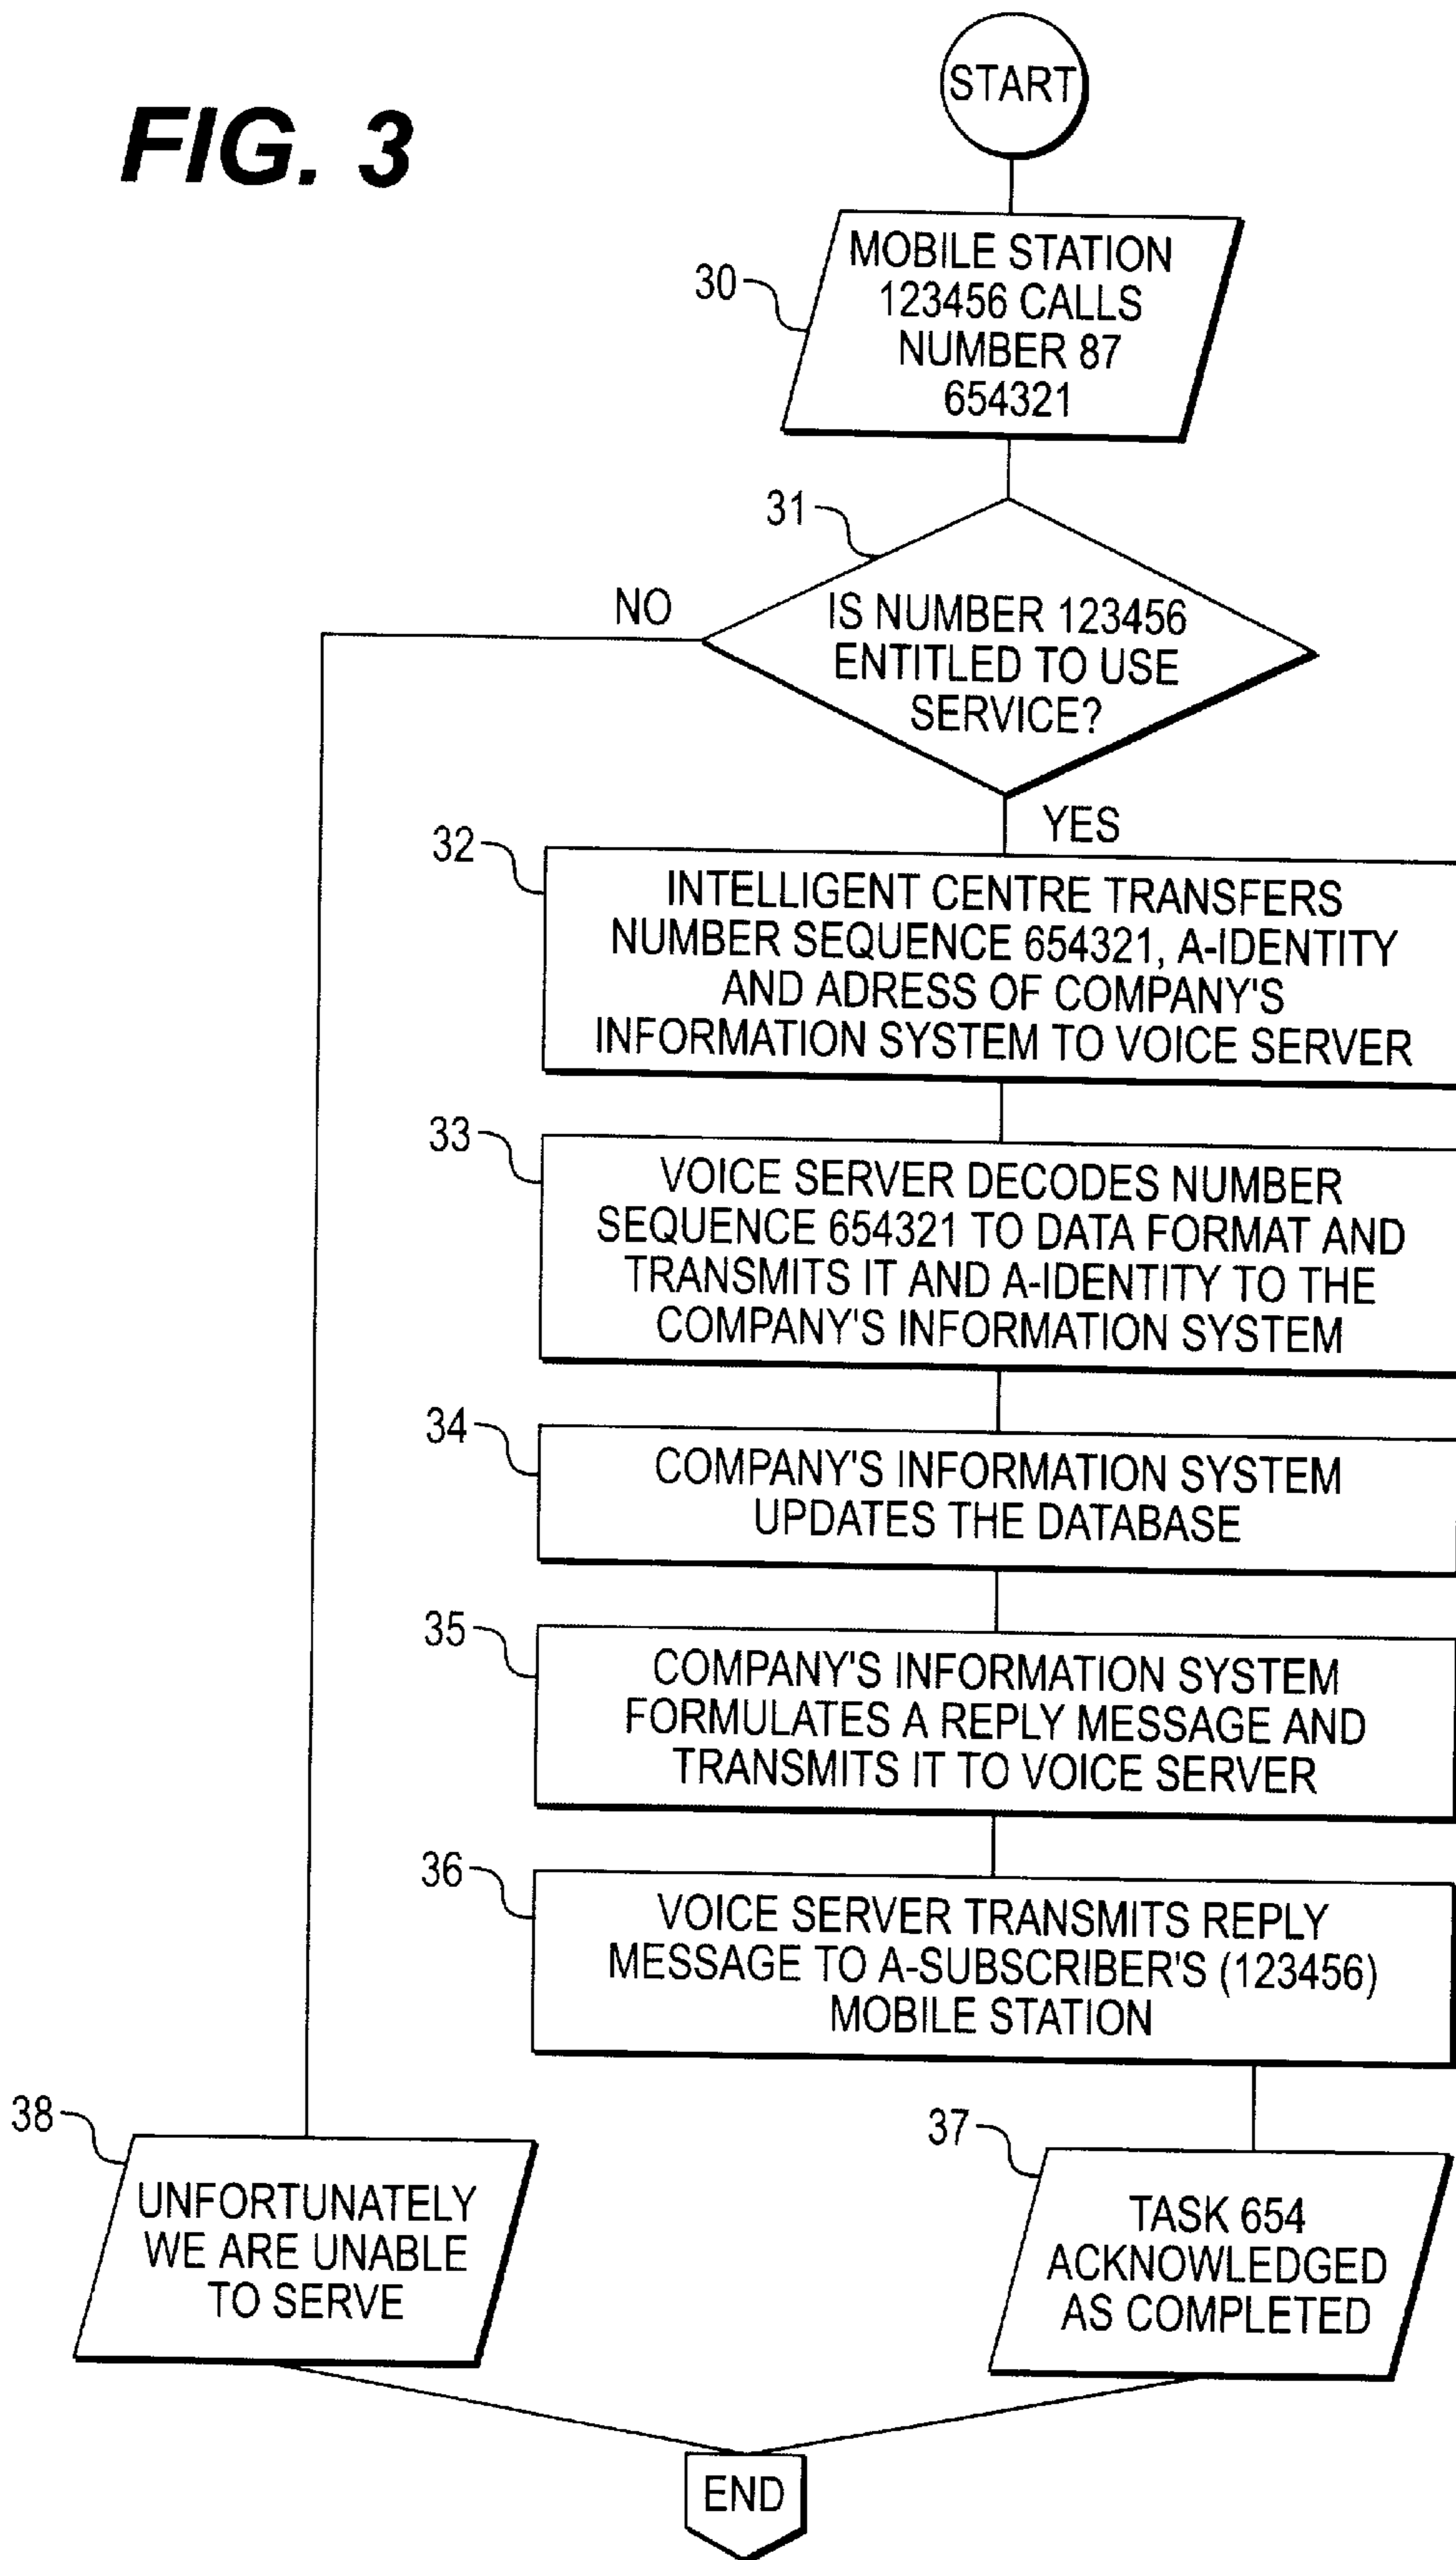 FIG. 3
START
30
MOBILE STATION
123456 CALLS
NUMBER 87
654321
31
NO
IS NUMBER 123456
ENTITLED TO USE
SERVICE?
YES
32
INTELLIGENT CENTRE TRANSFERS
NUMBER SEQUENCE 654321, A-IDENTITY
AND ADRESS OF COMPANY'S
INFORMATION SYSTEM TO VOICE SERVER
33
VOICE SERVER DECODES NUMBER
SEQUENCE 654321 TO DATA FORMAT AND
TRANSMITS IT AND A-IDENTITY TO THE
COMPANY'S INFORMATION SYSTEM
34
COMPANY'S INFORMATION SYSTEM
UPDATES THE DATABASE
35
COMPANY'S INFORMATION SYSTEM
FORMULATES A REPLY MESSAGE AND
TRANSMITS IT TO VOICE SERVER
36
VOICE SERVER TRANSMITS REPLY
MESSAGE TO A-SUBSCRIBER'S (123456)
MOBILE STATION
38
UNFORTUNATELY
WE ARE UNABLE
TO SERVE
37
TASK 654
ACKNOWLEDGED
AS COMPLETED
END